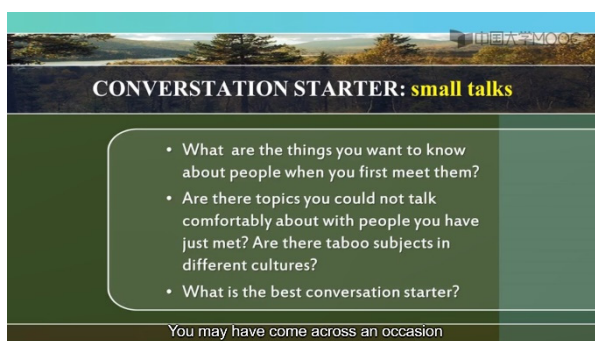 中国大学MOOC
CONVERSTATION STARTER: small talks
• What are the things you want to know
about people when you first meet them?
• Are there topics you could not talk
comfortably about with people you have
just met? Are there taboo subjects in
different cultures?
• What is the best conversation starter?
You may have come across an occasion